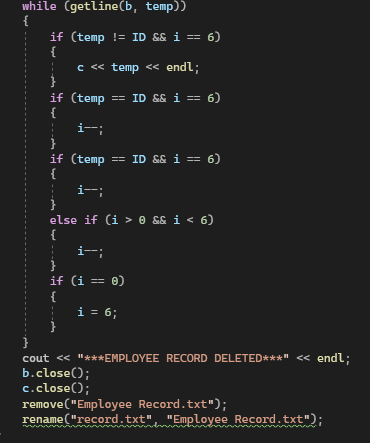 while (getline(b, temp))
{
if (temp != ID && i == 6)
{
c << temp << endl;
}
if (temp == ID && i == 6)
{
i--;
}
if (temp == ID && i == 6)
{
i--;
}
else if (i > 0 && i < 6)
{
i--;
}
if (i == 0)
{
i = 6;
}
}
cout << "***EMPLOYEE RECORD DELETED***" << endl;
b.close();
c.close();
remove("Employee Record.txt");
rename("record.txt", "Employee Record.txt");